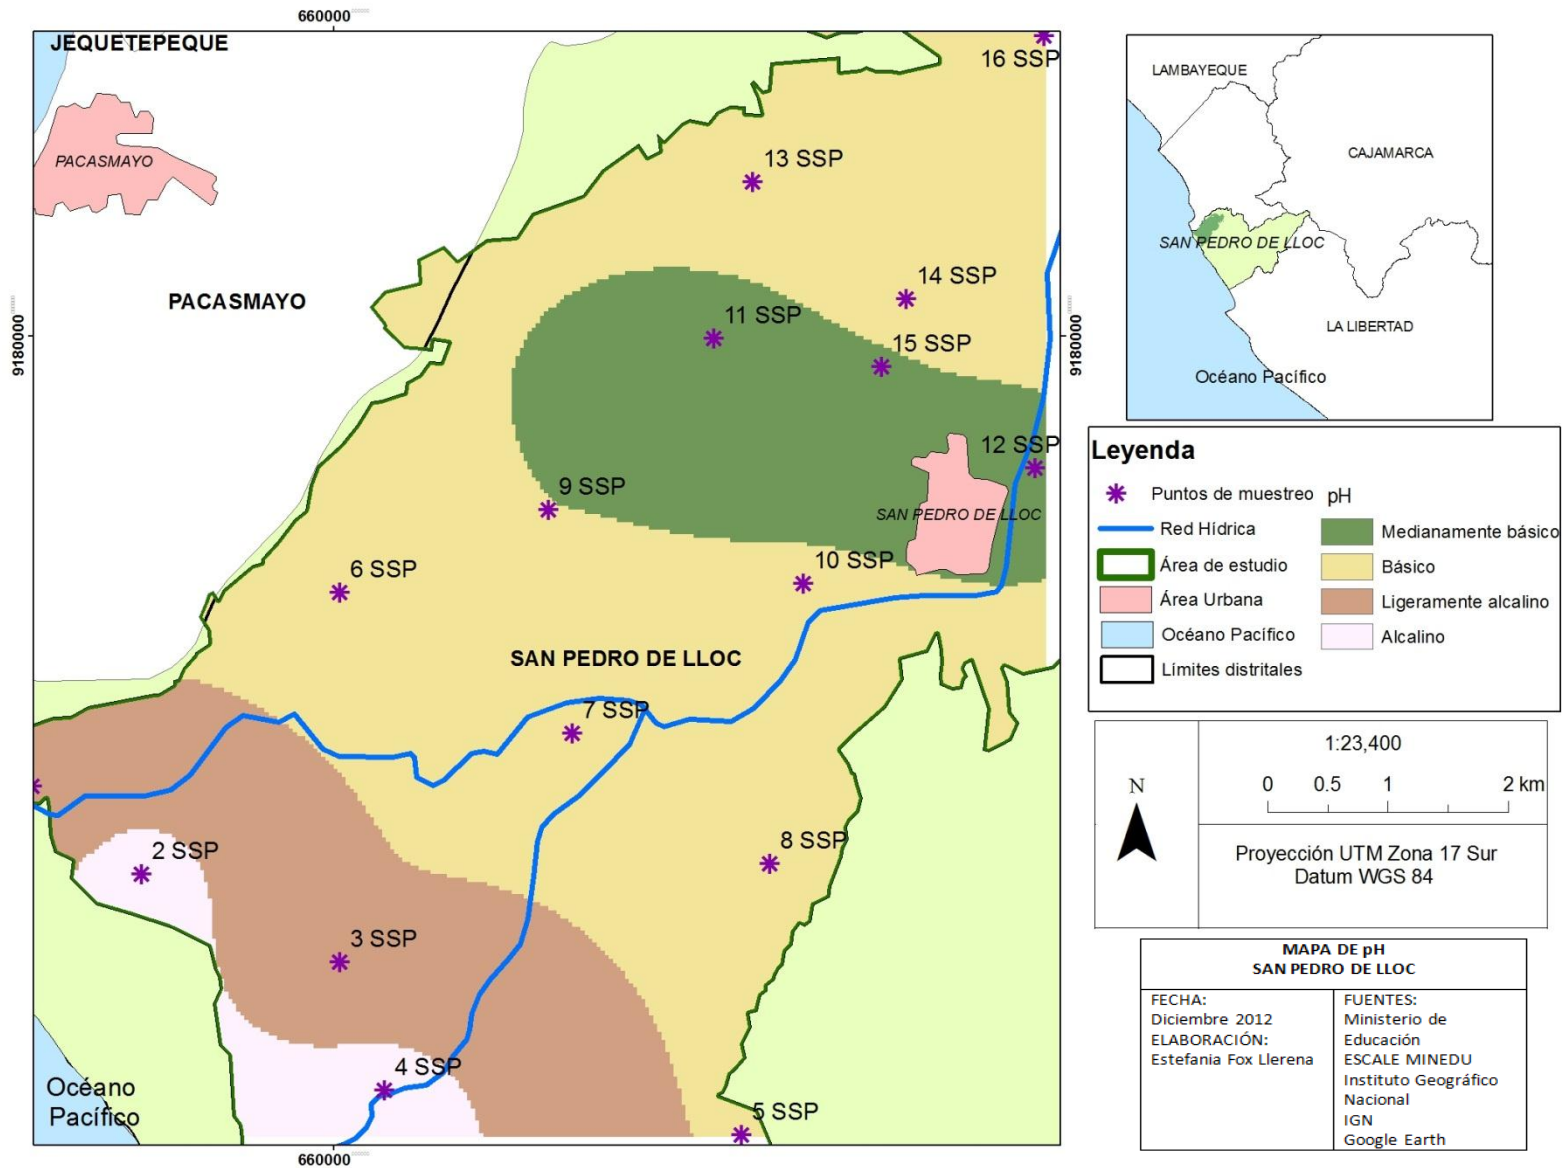 660000
JEQUETEPEQUE
16 SSP
PACASMAYO
13 SSP
14 SSP
PACASMAYO
11 SSP
15 SSP
9180000
9180000
12 SSP
9 SSP
SAN PEDRO DE LLOC
10 SSP
6 SSP
SAN PEDRO DE LLOC
7 SSP
8 SSP
2 SSP
3 SSP
4 SSP
5 SSP
Océano
Pacífico
660000
LAMBAYEQUE
CAJAMARCA
SAN PEDRO DE LLOC
LA LIBERTAD
Océano Pacífico
Leyenda
Puntos de muestreo
Red Hídrica
Área de estudio
Área Urbana
Océano Pacífico
Límites distritales
pH
Medianamente básico
Básico
Ligeramente alcalino
Alcalino
N
1:23,400
0 0.5 1 2 km
Proyección UTM Zona 17 Sur
Datum WGS 84
MAPA DE pH
SAN PEDRO DE LLOC
FECHA:
Diciembre 2012
ELABORACIÓN:
Estefania Fox Llerena
FUENTES:
Ministerio de
Educación
ESCALE MINEDU
Instituto Geográfico
Nacional
IGN
Google Earth